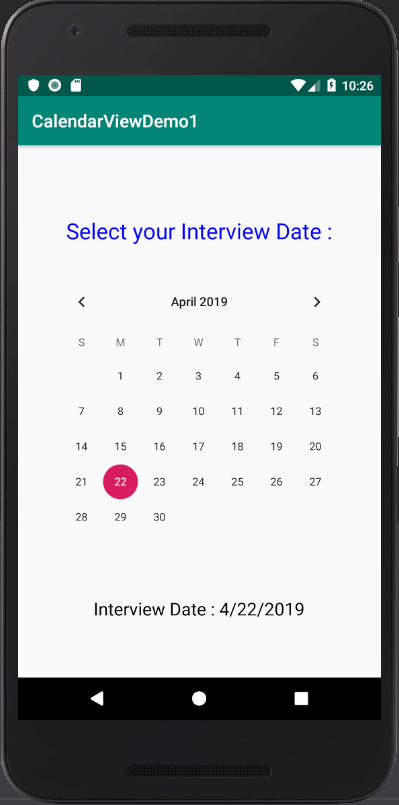 10:26
CalendarViewDemo1
Select your Interview Date :
April 2019
S M T W T F S
1 2 3 4 5 6
7 8 9 10 11 12 13
14 15 16 17 18 19 20
21 22 23 24 25 26 27
28 29 30
Interview Date : 4/22/2019